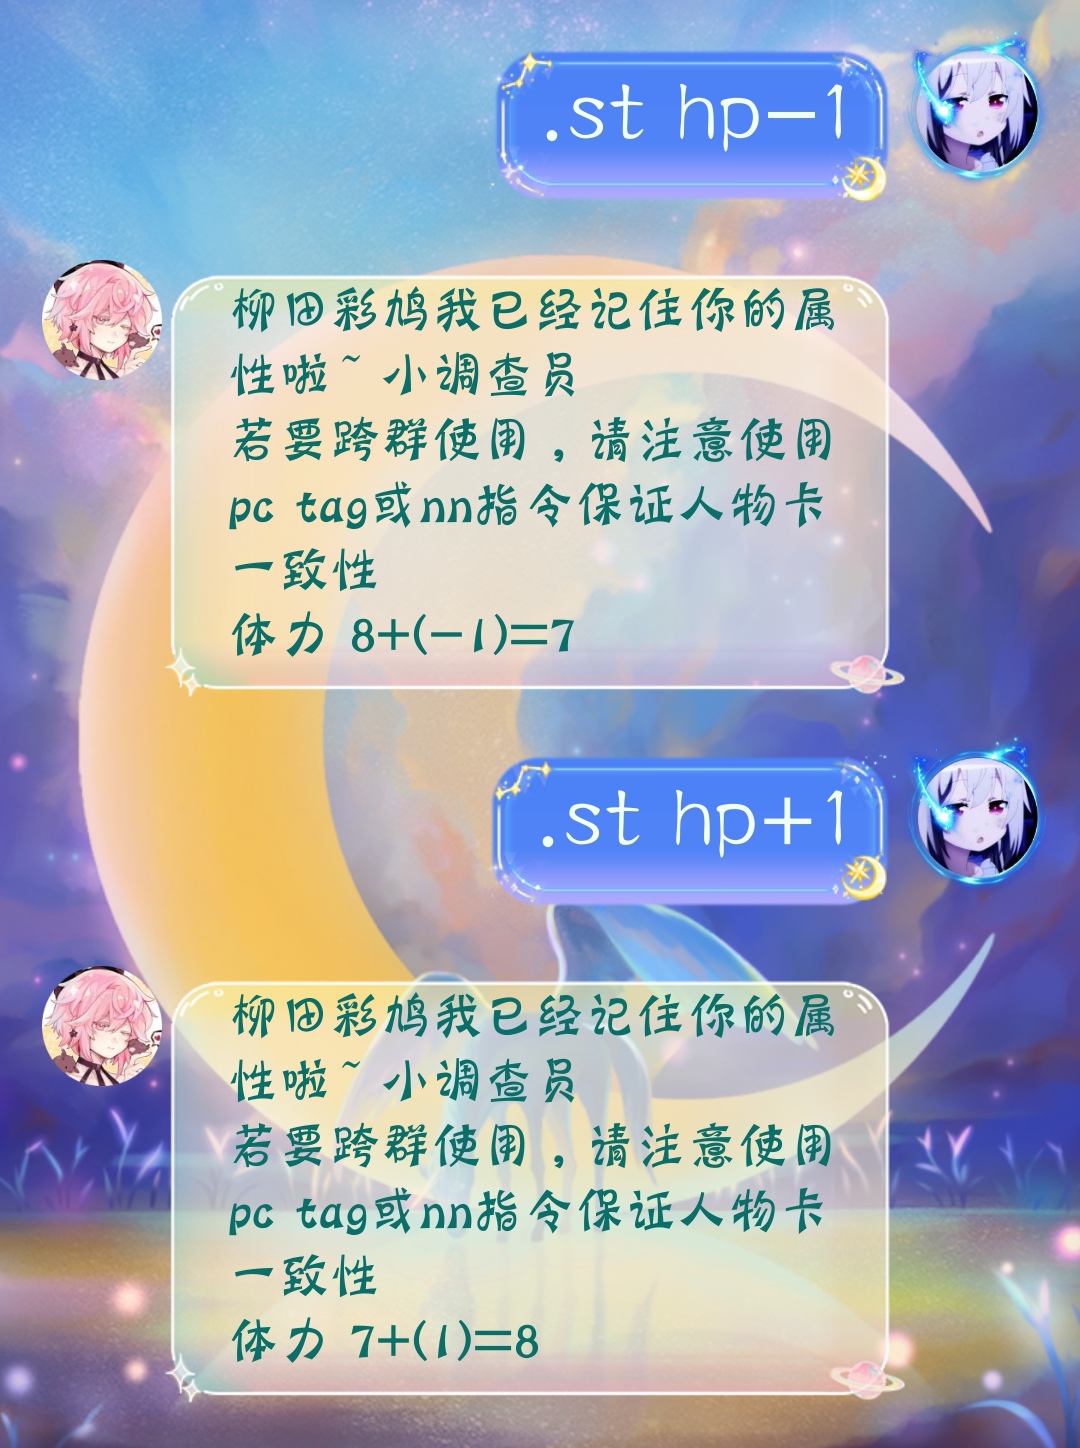 .st hp-1
柳田彩鸠我已经记住你的属
性啦~ 小调查员
若要跨群使用，请注意使用
pc tag或nn指令保证人物卡
一致性
体力 8+(-1)=7
.st hp+1
柳田彩鸠我已经记住你的属
性啦~ 小调查员
若要跨群使用，请注意使用
pc tag或nn指令保证人物卡
一致性
体力 7+(1)=8